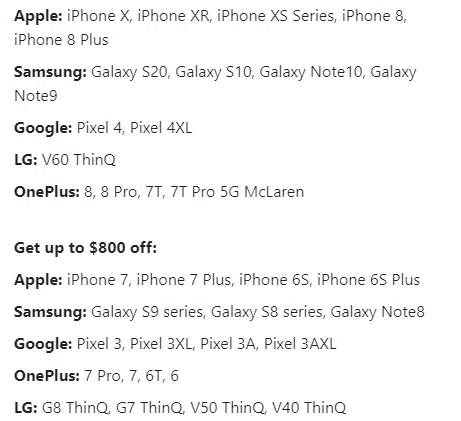 Apple: iPhone X, iPhone XR, iPhone XS Series, iPhone 8,
iPhone 8 Plus
Samsung: Galaxy S20, Galaxy S10, Galaxy Note10, Galaxy
Note9
Google: Pixel 4, Pixel 4XL
LG: V60 ThinQ
OnePlus: 8, 8 Pro, 7T, 7T Pro 5G McLaren
Get up to $800 off:
Apple: iPhone 7, iPhone 7 Plus, iPhone 6S, iPhone 6S Plus
Samsung: Galaxy S9 series, Galaxy S8 series, Galaxy Note8
Google: Pixel 3, Pixel 3XL, Pixel 3A, Pixel 3AXL
OnePlus: 7 Pro, 7, 6T, 6
LG: G8 ThinQ, G7 ThinQ, V50 ThinQ, V40 ThinQ